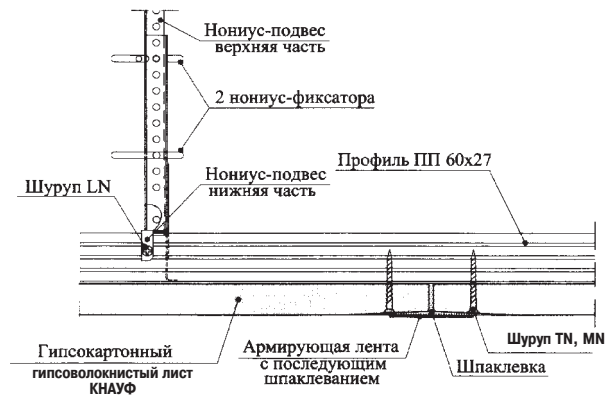 Нониус-подвес
верхняя часть
2 нониус-фиксатора
Профиль ПП 60х27
Нониус-подвес
нижняя часть
Шуруп LN
Шуруп TN, MN
Армирующая лента
с последующим
шпаклеванием
Шпаклевка
Гипсокартонный
гипсоволокнистый лист
КНАУФ